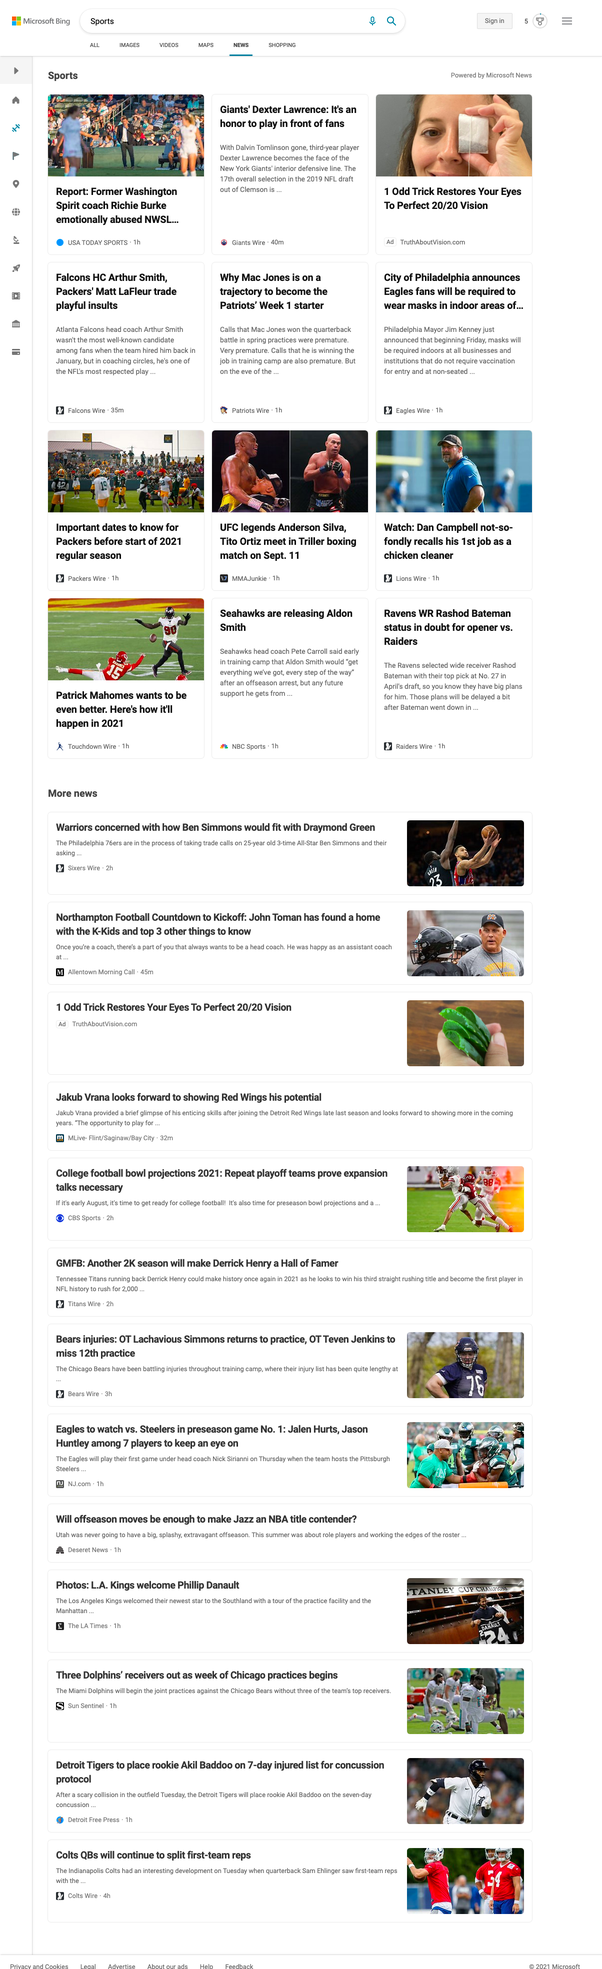 Microsoft Bing
Sports
Sign in
5
ALL
IMAGES
VIDEOS
MAPS
NEWS
SHOPPING
Sports
Powered by Microsoft News
Report: Former Washington
Spirit coach Richie Burke
emotionally abused NWSL...
USA TODAY SPORTS · 1h
Giants' Dexter Lawrence: It's an
honor to play in front of fans
With Dalvin Tomlinson gone, third-year player
Dexter Lawrence becomes the face of the
New York Giants' interior defensive line. The
17th overall selection in the 2019 NFL draft
out of Clemson is ...
Giants Wire · 40m
1 Odd Trick Restores Your Eyes
To Perfect 20/20 Vision
Ad TruthAboutVision.com
Falcons HC Arthur Smith,
Packers' Matt LaFleur trade
playful insults
Atlanta Falcons head coach Arthur Smith
wasn't the most well-known candidate
among fans when the team hired him back in
January, but in coaching circles, he's one of
the NFL's most respected play ...
Falcons Wire · 35m
Why Mac Jones is on a
trajectory to become the
Patriots' Week 1 starter
Calls that Mac Jones won the quarterback
battle in spring practices were premature.
Very premature. Calls that he is winning the
job in training camp are also premature. But
on the eve of the ...
Patriots Wire · 1h
City of Philadelphia announces
Eagles fans will be required to
wear masks in indoor areas of...
Philadelphia Mayor Jim Kenney just
announced that beginning Friday, masks will
be required indoors at all businesses and
institutions that do not require vaccination
for entry and at non-seated ...
Eagles Wire · 1h
Important dates to know for
Packers before start of 2021
regular season
Packers Wire · 1h
UFC legends Anderson Silva,
Tito Ortiz meet in Triller boxing
match on Sept. 11
MMAJunkie · 1h
Watch: Dan Campbell not-so-
fondly recalls his 1st job as a
chicken cleaner
Lions Wire · 1h
Patrick Mahomes wants to be
even better. Here's how it'll
happen in 2021
Touchdown Wire · 1h
Seahawks are releasing Aldon
Smith
Seahawks head coach Pete Carroll said early
in training camp that Aldon Smith would "get
everything we've got, every step of the way"
after an offseason arrest, but any future
support he gets from ...
NBC Sports · 1h
Ravens WR Rashod Bateman
status in doubt for opener vs.
Raiders
The Ravens selected wide receiver Rashod
Bateman with their top pick at No. 27 in
April's draft, so you know they have big plans
for him. Those plans will be delayed a bit
after Bateman went down in ...
Raiders Wire · 1h
More news
Warriors concerned with how Ben Simmons would fit with Draymond Green
The Philadelphia 76ers are in the process of taking trade calls on 25-year old 3-time All-Star Ben Simmons and their
asking ...
Sixers Wire · 2h
23
Northampton Football Countdown to Kickoff: John Toman has found a home
with the K-Kids and top 3 other things to know
Once you're a coach, there's a part of you that always wants to be a head coach. He was happy as an assistant coach
at ...
Allentown Morning Call · 45m
1 Odd Trick Restores Your Eyes To Perfect 20/20 Vision
Ad TruthAboutVision.com
Jakub Vrana looks forward to showing Red Wings his potential
Jakub Vrana provided a brief glimpse of his enticing skills after joining the Detroit Red Wings late last season and looks forward to showing more in the coming
years. "The opportunity to play for ...
MLive- Flint/Saginaw/Bay City · 32m
College football bowl projections 2021: Repeat playoff teams prove expansion
talks necessary
If it's early August, it's time to get ready for college football! It's also time for preseason bowl projections and a ...
CBS Sports · 2h
GMFB: Another 2K season will make Derrick Henry a Hall of Famer
Tennessee Titans running back Derrick Henry could make history once again in 2021 as he looks to win his third straight rushing title and become the first player in
NFL history to rush for 2,000 ...
Titans Wire · 2h
Bears injuries: OT Lachavious Simmons returns to practice, OT Teven Jenkins to
miss 12th practice
The Chicago Bears have been battling injuries throughout training camp, where their injury list has been quite lengthy at
...
Bears Wire · 3h
76
Eagles to watch vs. Steelers in preseason game No. 1: Jalen Hurts, Jason
Huntley among 7 players to keep an eye on
The Eagles will play their first game under head coach Nick Sirianni on Thursday when the team hosts the Pittsburgh
Steelers ...
NJ.com · 1h
Will offseason moves be enough to make Jazz an NBA title contender?
Utah was never going to have a big, splashy, extravagant offseason. This summer was about role players and working the edges of the roster ...
Deseret News · 1h
Photos: L.A. Kings welcome Phillip Danault
The Los Angeles Kings welcomed their newest star to the Southland with a tour of the practice facility and the
Manhattan ...
The LA Times · 1h
STANLEY CUP CHAMPIONS
24
Three Dolphins' receivers out as week of Chicago practices begins
The Miami Dolphins will begin the joint practices against the Chicago Bears without three of the team's top receivers.
Sun Sentinel · 1h
Detroit Tigers to place rookie Akil Baddoo on 7-day injured list for concussion
protocol
After a scary collision in the outfield Tuesday, the Detroit Tigers will place rookie Akil Baddoo on the seven-day
concussion ...
Detroit Free Press · 1h
Colts QBs will continue to split first-team reps
The Indianapolis Colts had an interesting development on Tuesday when quarterback Sam Ehlinger saw first-team reps
with the ...
Colts Wire · 4h
Privacy and Cookies
Legal
Advertise
About our ads
Help
Feedback
© 2021 Microsoft